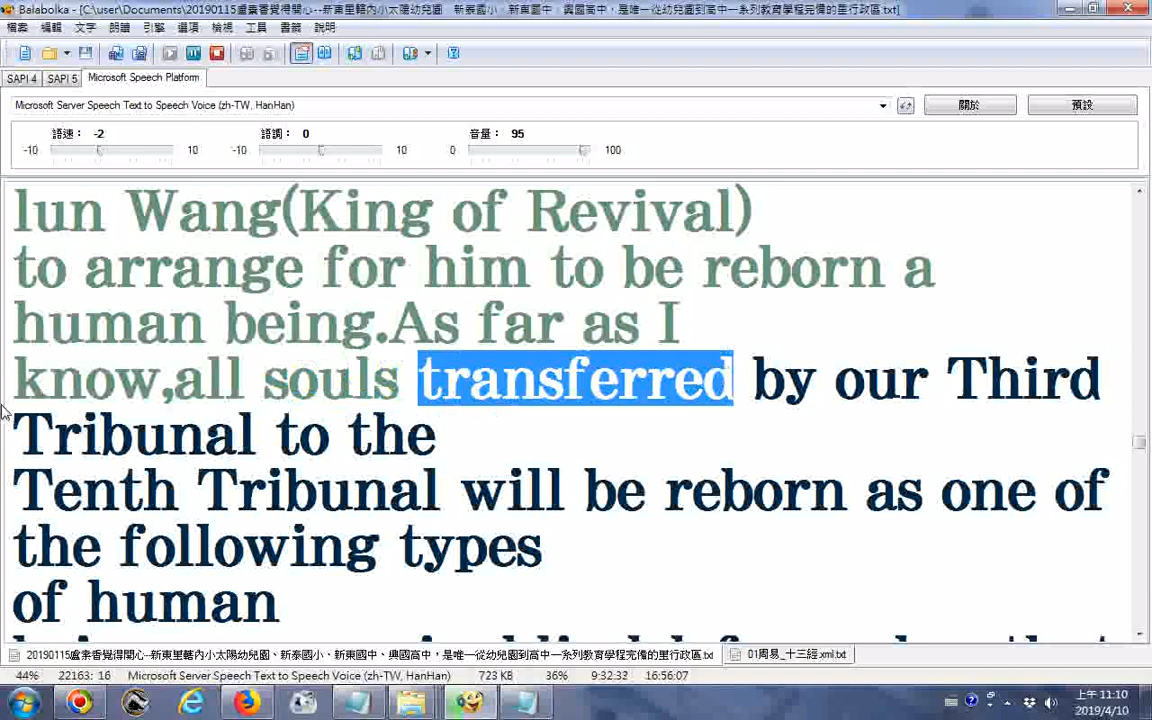 Balabolka - [C:\user\Documents\20190115盧素香覺得開心--新東里轄內小太陽幼兒園、新泰國小、新東國中、興國高中，是唯一從幼兒園到高中一系列教育學程完備的里行政區.txt]
檔案 編輯 文字 朗讀 引擎 選項 檢視 工具 書籤 說明
SAPI 4 SAPI 5 Microsoft Speech Platform
Microsoft Server Speech Text to Speech Voice (zh-TW, HanHan) 關於 預設
語速： -2 語調： 0 音量： 95
-10 10 -10 10 0 100
lun Wang(King of Revival)
to arrange for him to be reborn a
human being.As far as I
know,all souls transferred by our Third
Tribunal to the
Tenth Tribunal will be reborn as one of
the following types
of human
20190115盧素香覺得開心--新東里轄內小太陽幼兒園、新泰國小、新東國中、興國高中，是唯一從幼兒園到高中一系列教育學程完備的里行政區.txt 01周易_十三經.xml.txt
44% 22163: 16 Microsoft Server Speech Text to Speech Voice (zh-TW, HanHan) 723 KB 36% 9:32:32 16:56:07
上午 11:10
2019/4/10